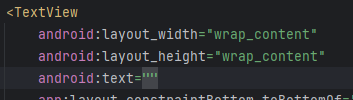 <TextView
android:layout_width="wrap_content"
android:layout_height="wrap_content"
android:text=""